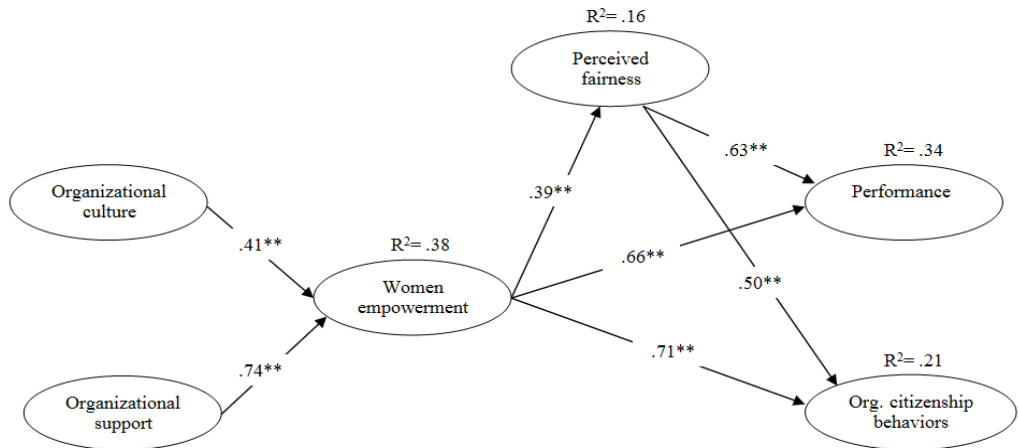 R²= .16
Perceived
fairness
.63**
R²= .34
Performance
Organizational
culture
.39**
.41**
R²= .38
.66**
.50**
Women
empowerment
.71**
R²= .21
.74**
Organizational
support
Org. citizenship
behaviors